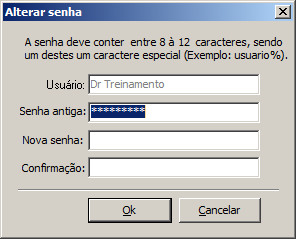 Alterar senha
A senha deve conter entre 8 à 12 caracteres, sendo
um destes um caractere especial (Exemplo: usuario%).
Usuário: Dr Treinamento
Senha antiga: *********
Nova senha:
Confirmação:
Ok Cancelar